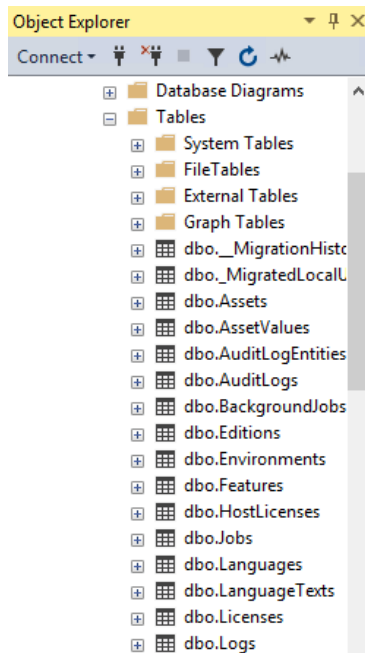 Object Explorer
Connect
Database Diagrams
Tables
System Tables
FileTables
External Tables
Graph Tables
dbo.__MigrationHistc
dbo._MigratedLocalU
dbo.Assets
dbo.AssetValues
dbo.AuditLogEntities
dbo.AuditLogs
dbo.BackgroundJobs
dbo.Editions
dbo.Environments
dbo.Features
dbo.HostLicenses
dbo.Jobs
dbo.Languages
dbo.LanguageTexts
dbo.Licenses
dbo.Logs